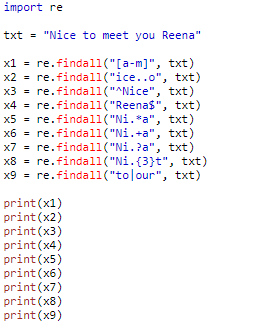 import re
txt = "Nice to meet you Reena"
x1 = re.findall("[a-m]", txt)
x2 = re.findall("ice..o", txt)
x3 = re.findall("^Nice", txt)
x4 = re.findall("Reena$", txt)
x5 = re.findall("Ni.*a", txt)
x6 = re.findall("Ni.+a", txt)
x7 = re.findall("Ni.?a", txt)
x8 = re.findall("Ni.{3}t", txt)
x9 = re.findall("to|our", txt)
print(x1)
print(x2)
print(x3)
print(x4)
print(x5)
print(x6)
print(x7)
print(x8)
print(x9)